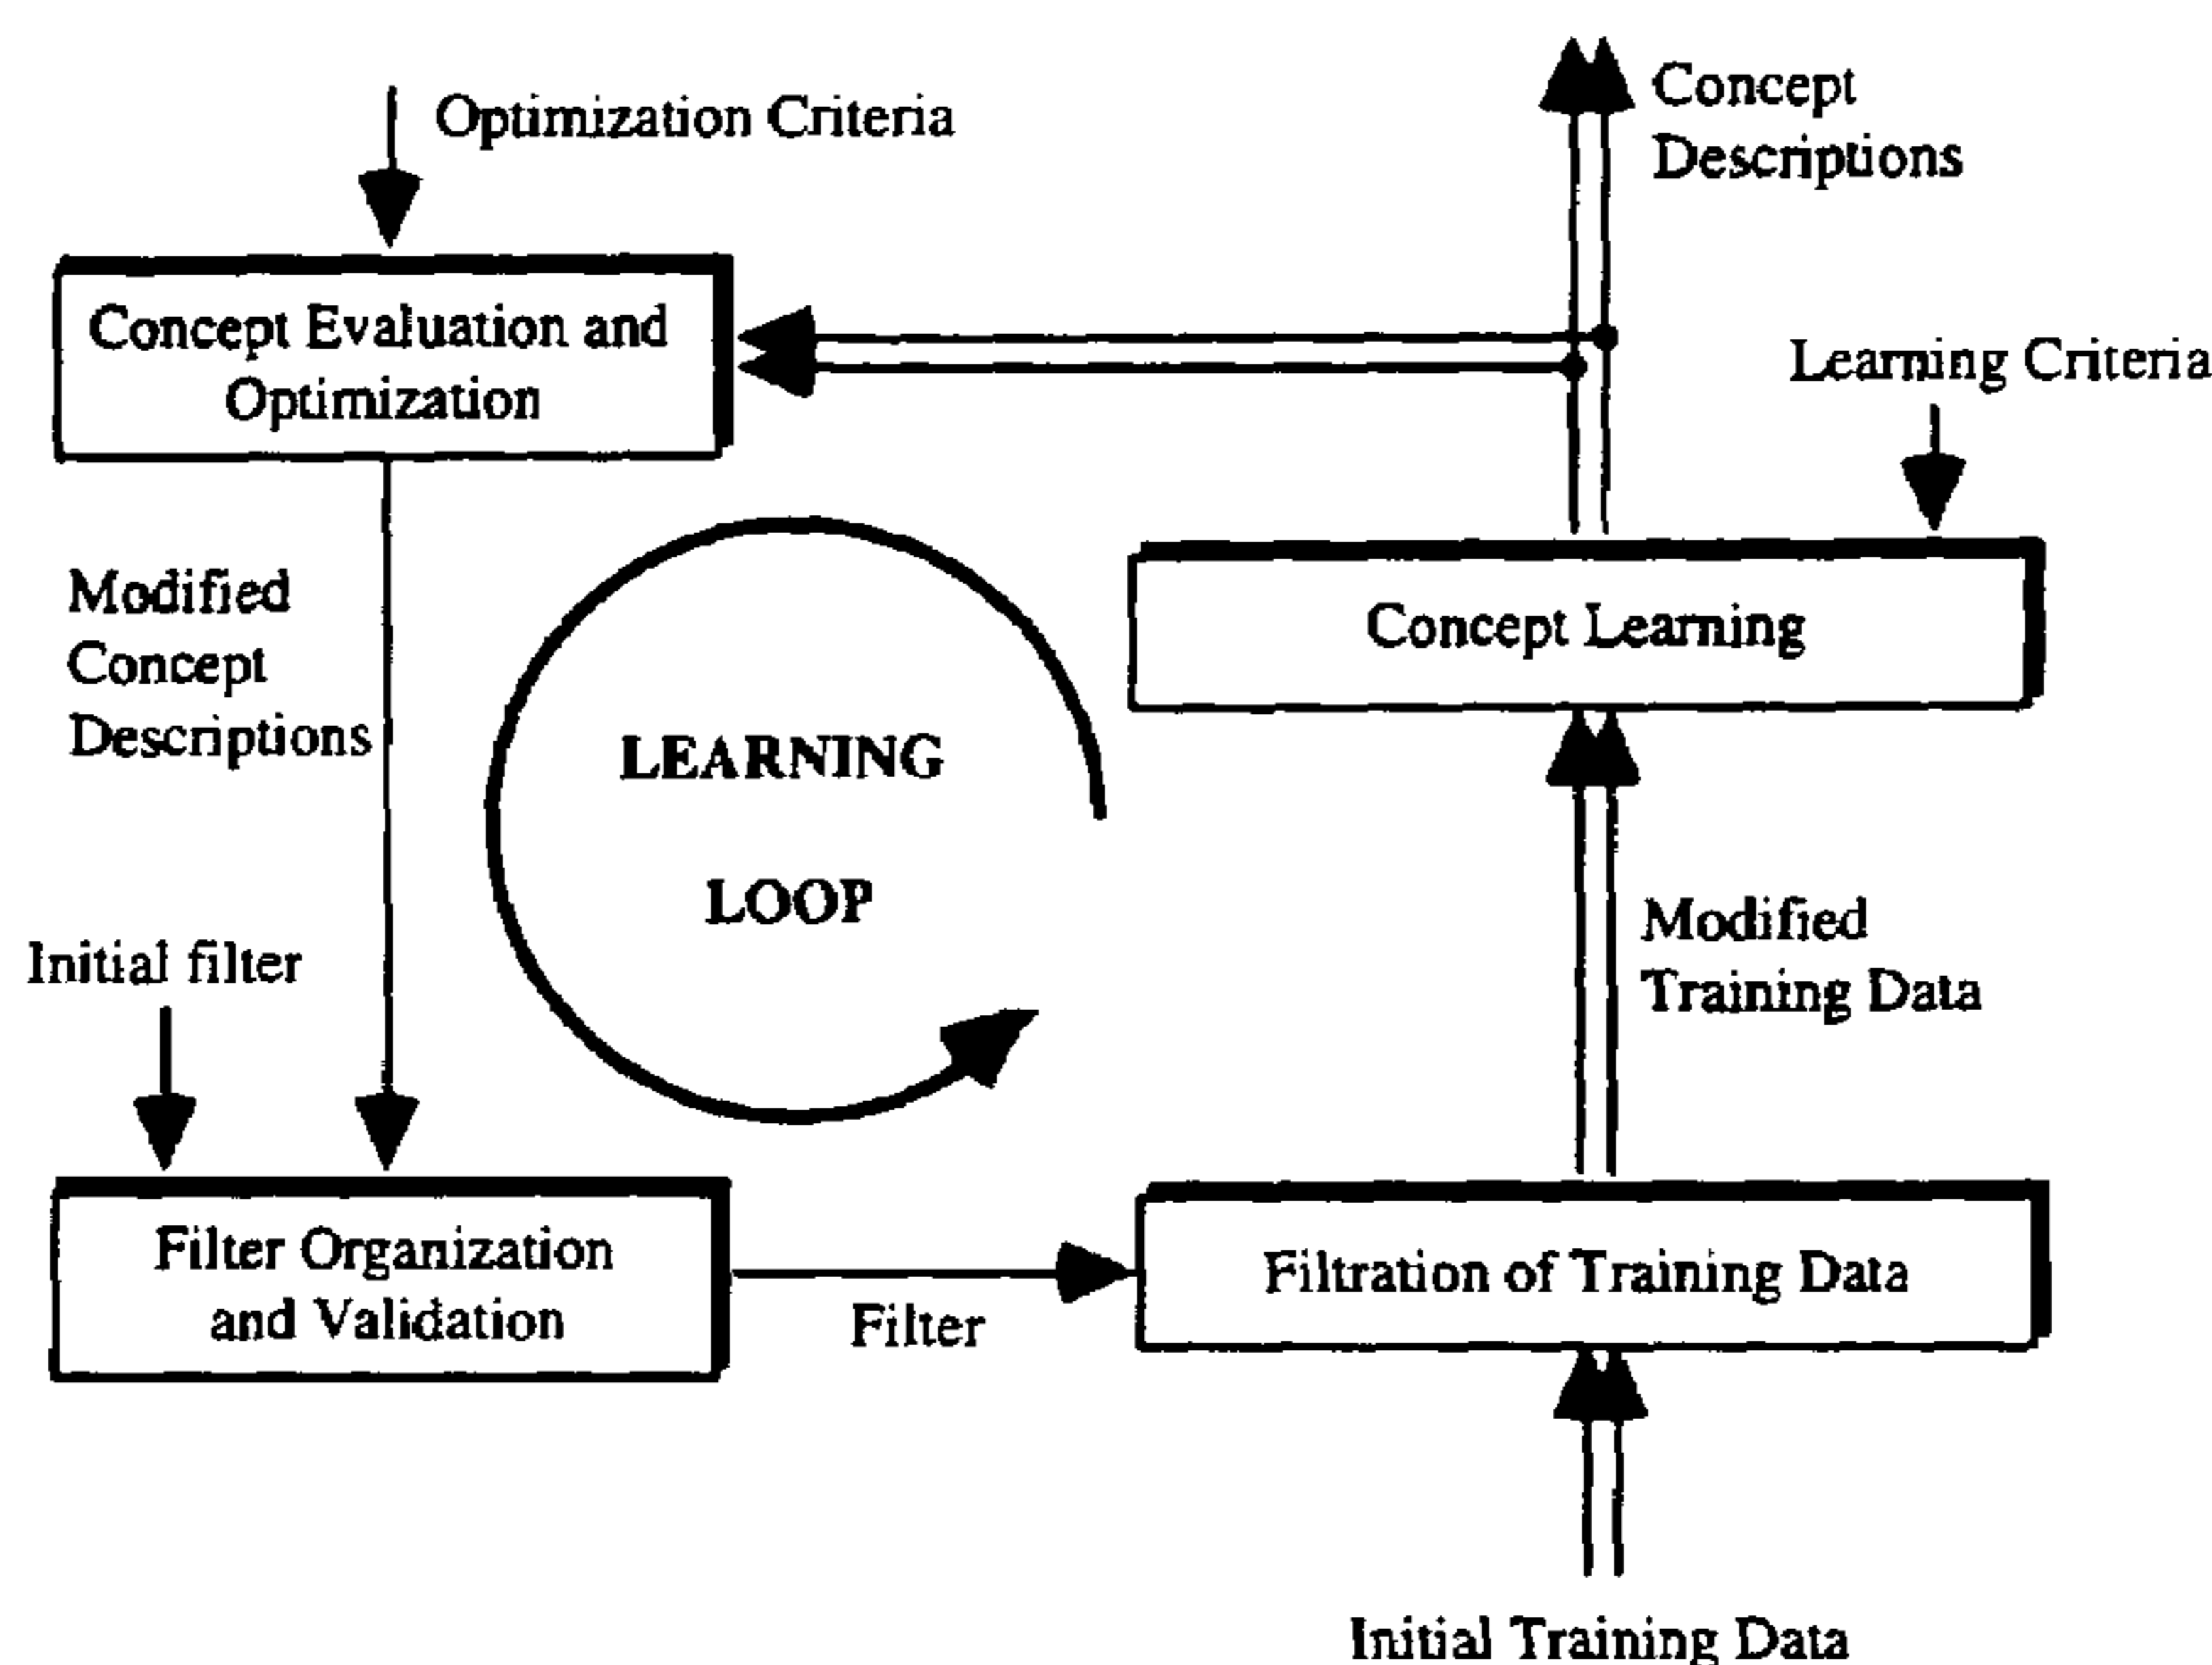 Concept
Descriptions
Optimization Criteria
Concept Evaluation and
Optimization
Learning Criteria
Modified
Concept
Descriptions
Concept Learning
LEARNING
LOOP
Modified
Training Data
Initial filter
Filter Organization
and Validation
Filter
Filtration of Training Data
Initial Training Data